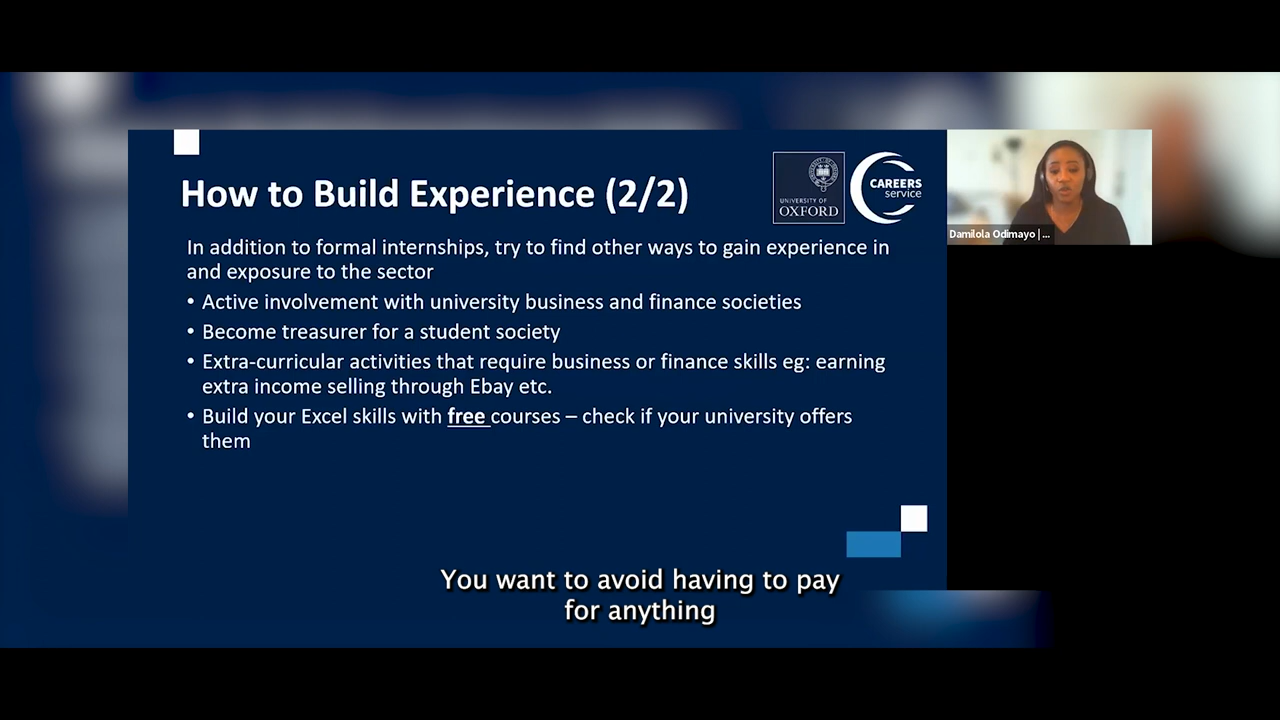 How to Build Experience (2/2)
UNIVERSITY OF
OXFORD
CAREERS
service
In addition to formal internships, try to find other ways to gain experience in
and exposure to the sector
• Active involvement with university business and finance societies
• Become treasurer for a student society
• Extra-curricular activities that require business or finance skills eg: earning
extra income selling through Ebay etc.
• Build your Excel skills with free courses – check if your university offers
them
Damilola Odimayo | ...
You want to avoid having to pay
for anything